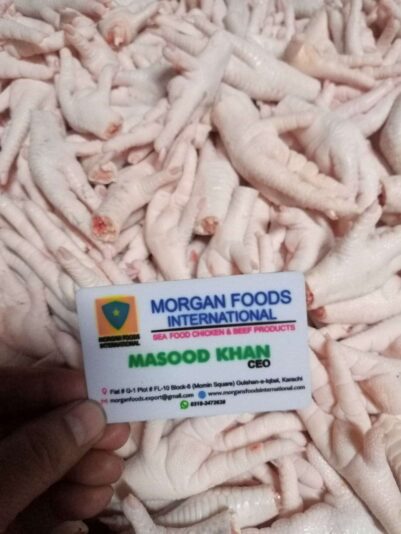 MORGAN FOODS
INTERNATIONAL
MORGAN FOODS
INTERNATIONAL
SEA FOOD CHICKEN & BEEF PRODUCTS
MASOOD KHAN
CEO
Flat # G-1 Plot # FL-10 Block-6 (Momin Square) Gulshan-e-Iqbal, Karachi
morganfoods.export@gmail.com www.morganfoodsinternational.com